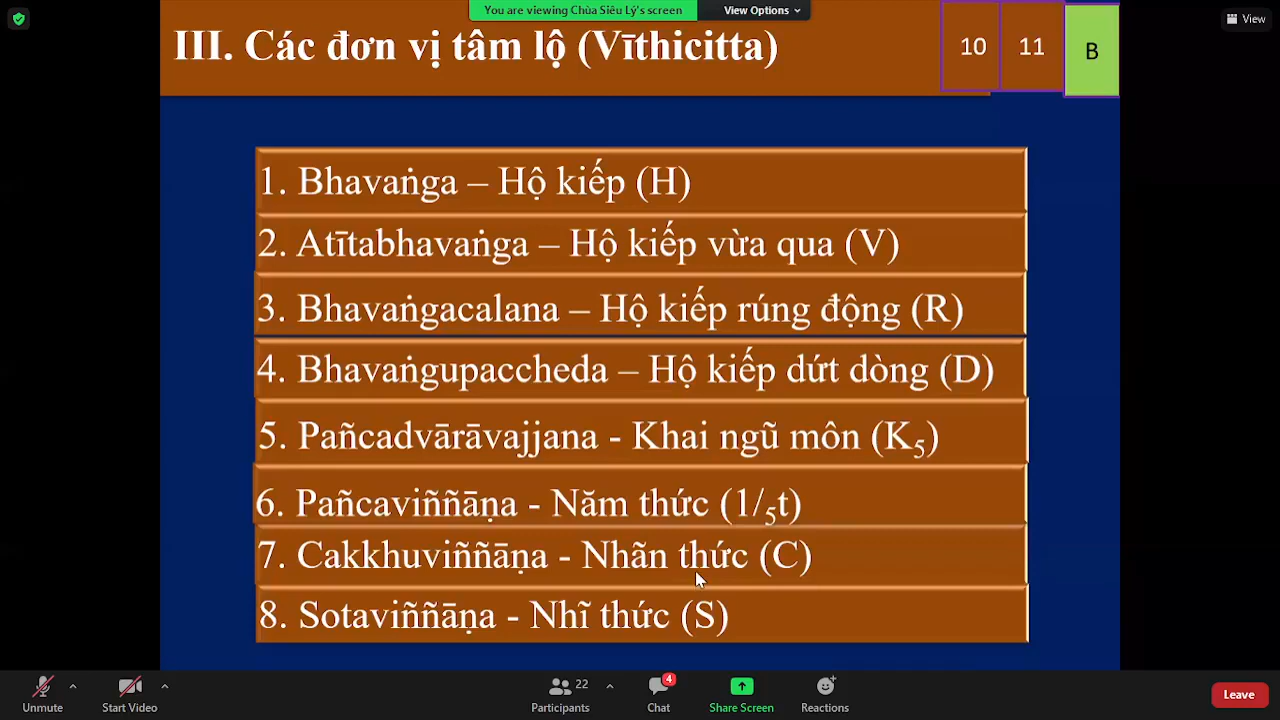 You are viewing Chùa Siêu Lý's screen
View Options
View
III. Các đơn vị tâm lộ (Vīthicitta)
10
11
B
1. Bhavaṅga – Hộ kiếp (H)
2. Atītabhavaṅga – Hộ kiếp vừa qua (V)
3. Bhavaṅgacalana – Hộ kiếp rúng động (R)
4. Bhavaṅgupaccheda – Hộ kiếp dứt dòng (D)
5. Pañcadvārāvajjana - Khai ngũ môn (K₅)
6. Pañcaviññāṇa - Năm thức (1/₅t)
7. Cakkhuviññāṇa - Nhãn thức (C)
8. Sotaviññāṇa - Nhĩ thức (S)
Unmute
Start Video
22
Participants
4
Chat
Share Screen
Reactions
Leave